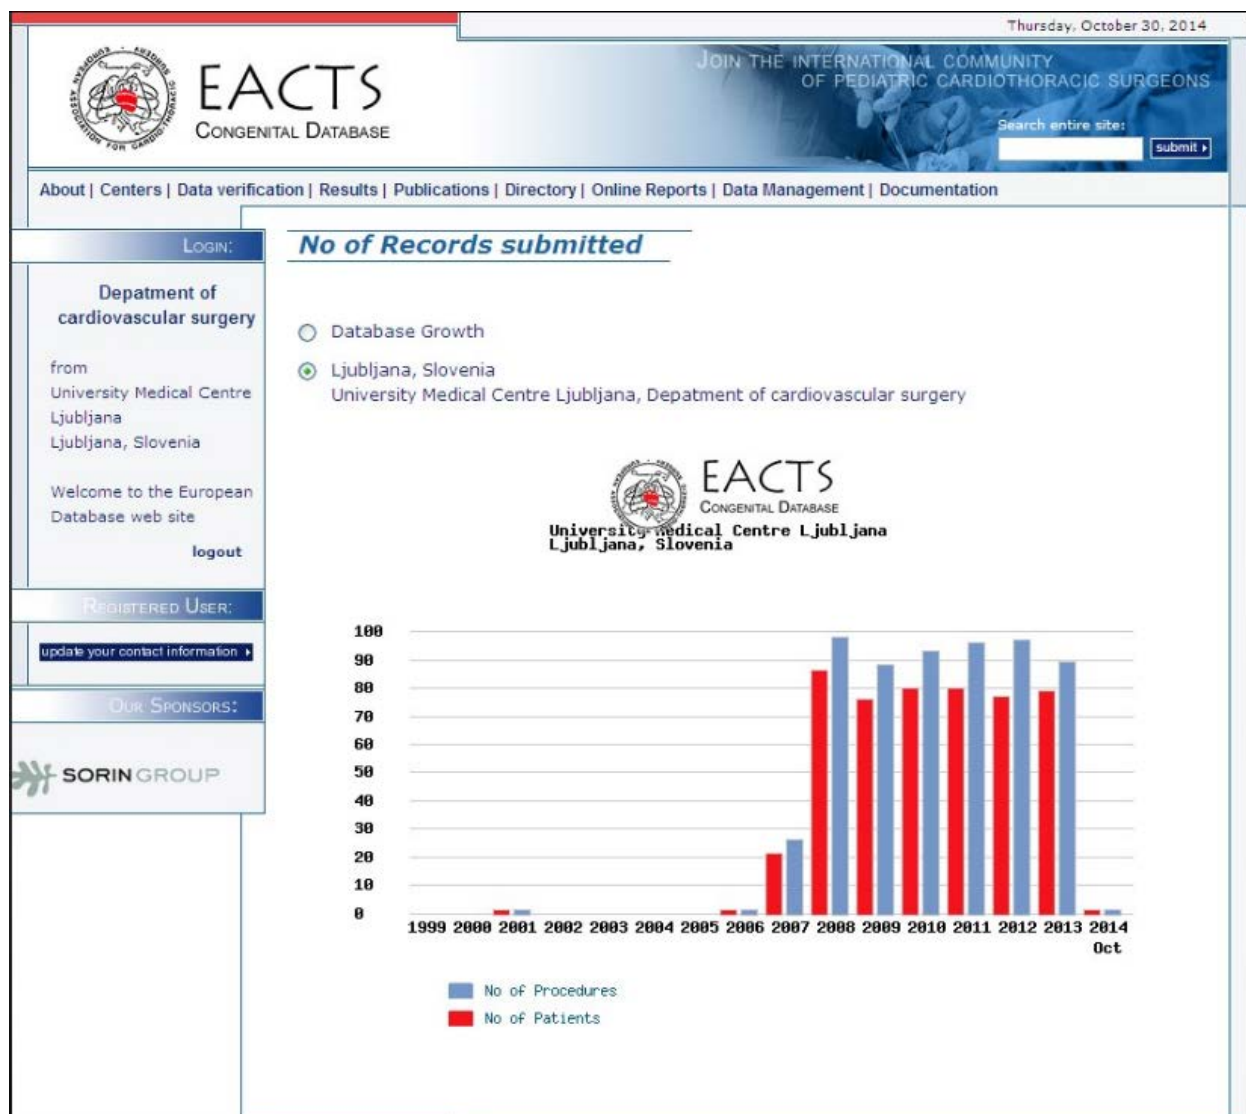 Thursday, October 30, 2014
EACTS
CONGENITAL DATABASE
JOIN THE INTERNATIONAL COMMUNITY
OF PEDIATRIC CARDIOTHORACIC SURGEONS
Search entire site:
submit
About | Centers | Data verification | Results | Publications | Directory | Online Reports | Data Management | Documentation
LOGIN:
Depatment of
cardiovascular surgery
from
University Medical Centre
Ljubljana
Ljubljana, Slovenia
Welcome to the European
Database web site
logout
REGISTERED USER:
update your contact information
OUR SPONSORS:
SORIN GROUP
No of Records submitted
Database Growth
Ljubljana, Slovenia
University Medical Centre Ljubljana, Depatment of cardiovascular surgery
EACTS
CONGENITAL DATABASE
University Medical Centre Ljubljana
Ljubljana, Slovenia
100
90
80
70
60
50
40
30
20
10
0
1999 2000 2001 2002 2003 2004 2005 2006 2007 2008 2009 2010 2011 2012 2013 2014
Oct
No of Procedures
No of Patients